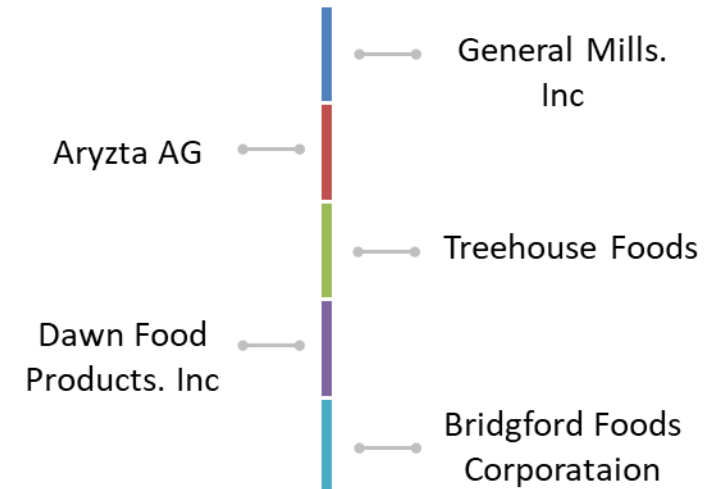 General Mills.
Inc
Aryzta AG
Treehouse Foods
Dawn Food
Products. Inc
Bridgford Foods
Corporataion